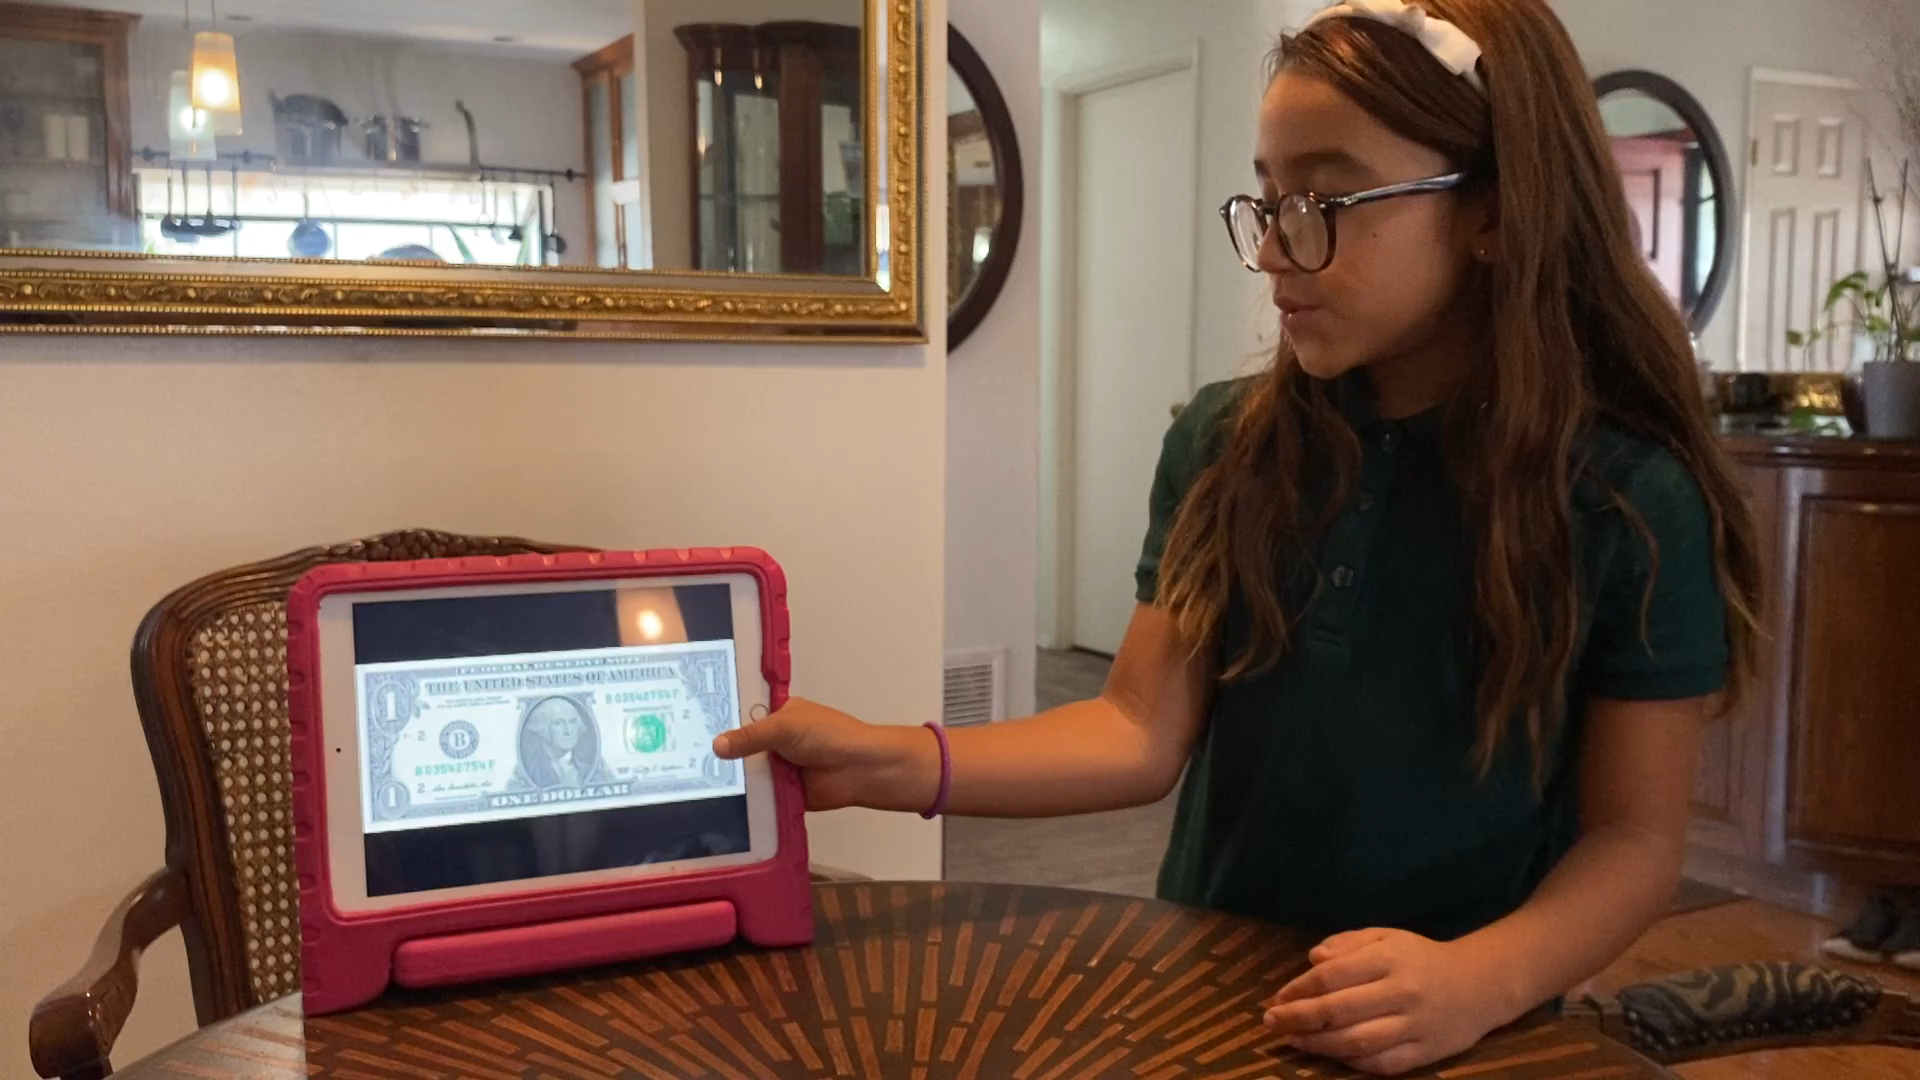 FEDERAL RESERVE NOTE
THE UNITED STATES OF AMERICA
1 1
B 03542754 F
2 2
B
B 03542754 F
2 2
1 1
ONE DOLLAR